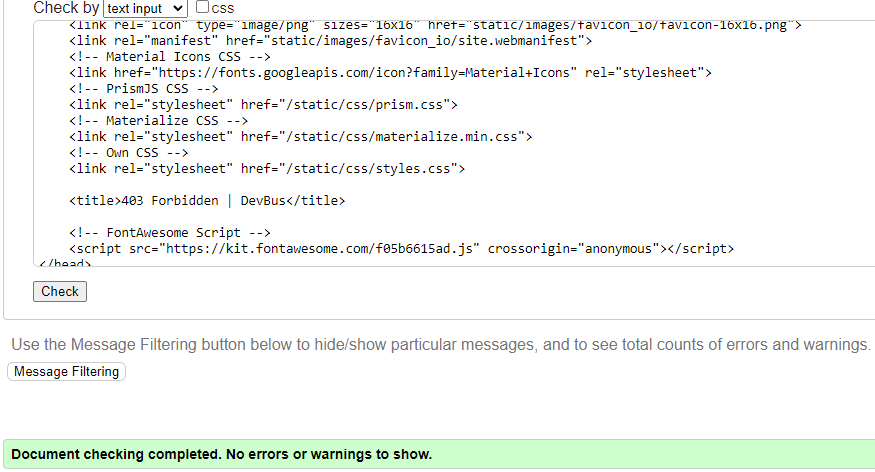 Check by text input css
<link rel="icon" type="image/png" sizes="16x16" href="static/images/favicon_io/favicon-16x16.png">
<link rel="manifest" href="static/images/favicon_io/site.webmanifest">
<!-- Material Icons CSS -->
<link href="https://fonts.googleapis.com/icon?family=Material+Icons" rel="stylesheet">
<!-- PrismJS CSS -->
<link rel="stylesheet" href="/static/css/prism.css">
<!-- Materialize CSS -->
<link rel="stylesheet" href="/static/css/materialize.min.css">
<!-- Own CSS -->
<link rel="stylesheet" href="/static/css/styles.css">
<title>403 Forbidden | DevBus</title>
<!-- FontAwesome Script -->
<script src="https://kit.fontawesome.com/f05b6615ad.js" crossorigin="anonymous"></script>
</head>
Check
Use the Message Filtering button below to hide/show particular messages, and to see total counts of errors and warnings.
Message Filtering
Document checking completed. No errors or warnings to show.